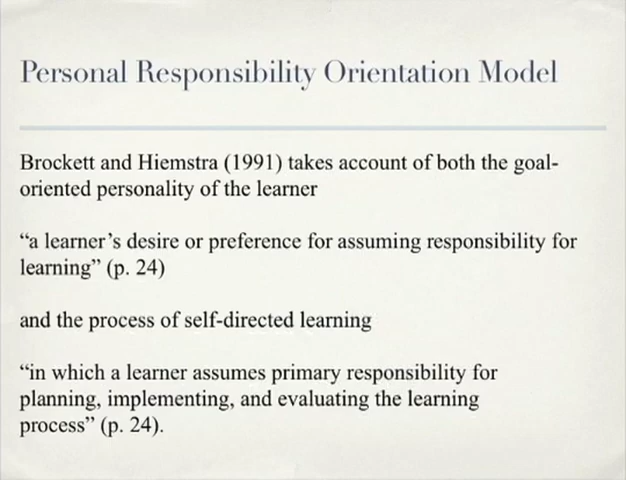 Personal Responsibility Orientation Model
Brockett and Hiemstra (1991) takes account of both the goal-
oriented personality of the learner
“a learner’s desire or preference for assuming responsibility for
learning” (p. 24)
and the process of self-directed learning
“in which a learner assumes primary responsibility for
planning, implementing, and evaluating the learning
process” (p. 24).